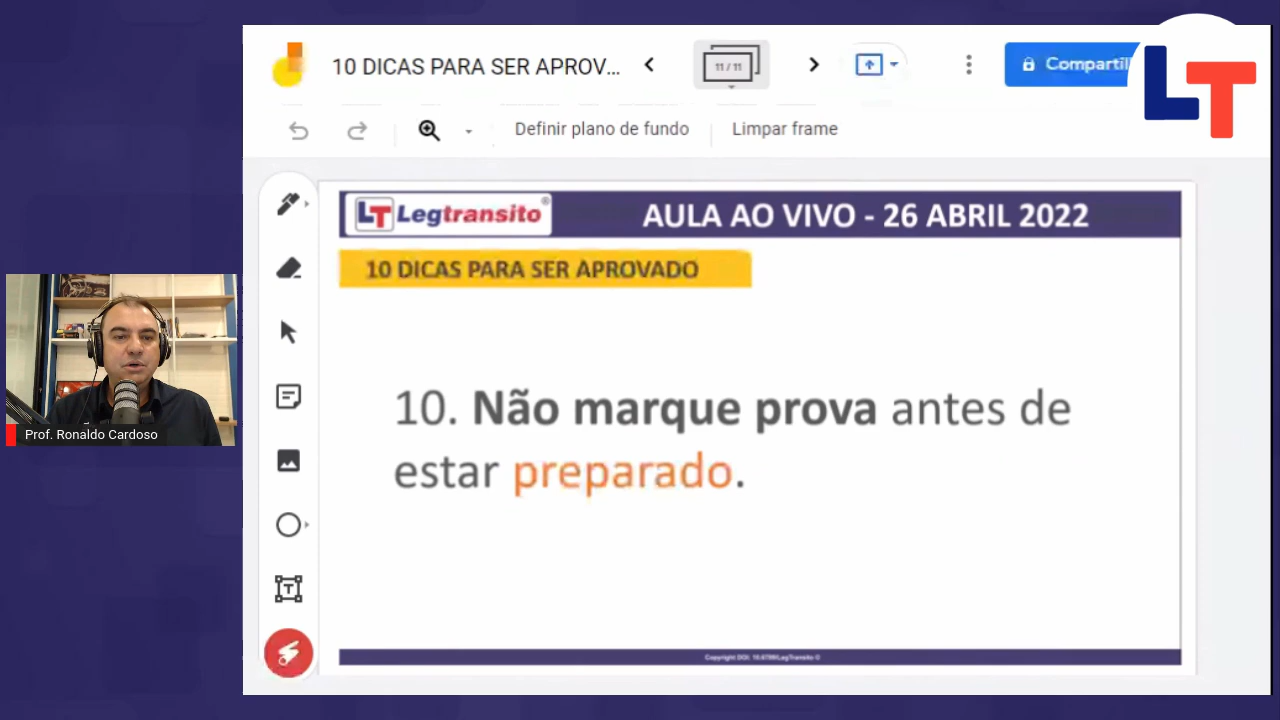 10 DICAS PARA SER APROV...
11 / 11
Compartil
LT
Definir plano de fundo
Limpar frame
LT Legtransito®
AULA AO VIVO - 26 ABRIL 2022
10 DICAS PARA SER APROVADO
10. Não marque prova antes de
estar preparado.
Prof. Ronaldo Cardoso